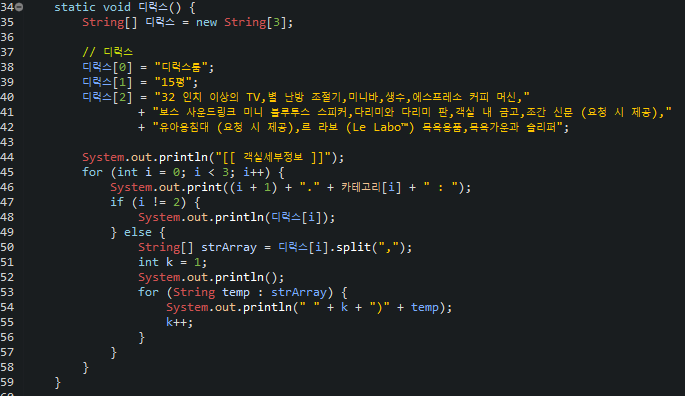 34 static void 디럭스() {
35 String[] 디럭스 = new String[3];
36
37 // 디럭스
38 디럭스[0] = "디럭스룸";
39 디럭스[1] = "15평";
40 디럭스[2] = "32 인치 이상의 TV,별 난방 조절기,미니바,생수,에스프레소 커피 머신,"
41 + "보스 사운드링크 미니 블루투스 스피커,다리미와 다리미 판,객실 내 금고,조간 신문 (요청 시 제공),"
42 + "유아용침대 (요청 시 제공),르 라보 (Le Labo™) 목욕용품,목욕가운과 슬리퍼";
43
44 System.out.println("[[ 객실세부정보 ]]");
45 for (int i = 0; i < 3; i++) {
46 System.out.print((i + 1) + "." + 카테고리[i] + " : ");
47 if (i != 2) {
48 System.out.println(디럭스[i]);
49 } else {
50 String[] strArray = 디럭스[i].split(",");
51 int k = 1;
52 System.out.println();
53 for (String temp : strArray) {
54 System.out.println(" " + k + ")" + temp);
55 k++;
56 }
57 }
58 }
59 }